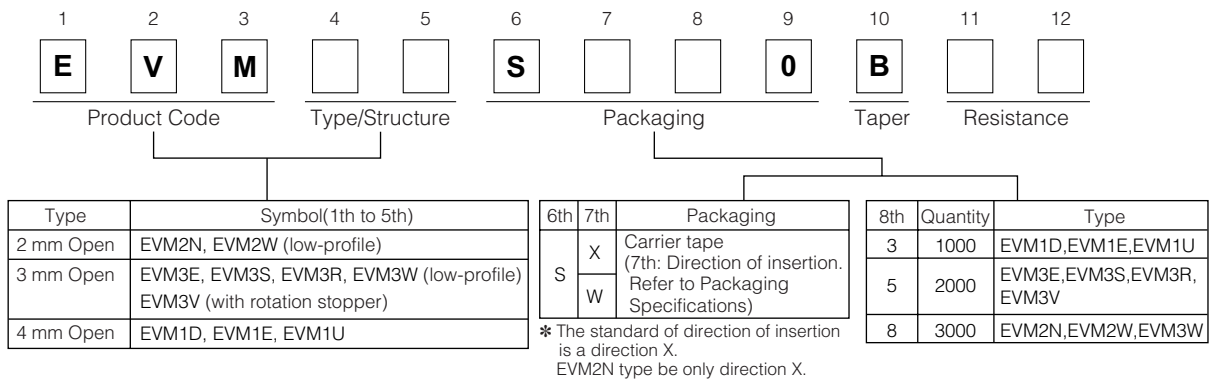 1 2 3 4 5 6 7 8 9 10 11 12
E V M S 0 B
Product Code Type/Structure Packaging Taper Resistance
Type Symbol(1th to 5th)
2 mm Open EVM2N, EVM2W (low-profile)
3 mm Open EVM3E, EVM3S, EVM3R, EVM3W (low-profile)
EVM3V (with rotation stopper)
4 mm Open EVM1D, EVM1E, EVM1U
6th 7th Packaging
S X W
Carrier tape
(7th: Direction of insertion.
Refer to Packaging
Specifications)
✽ The standard of direction of insertion
is a direction X.
EVM2N type be only direction X.
8th Quantity Type
3 1000 EVM1D,EVM1E,EVM1U
5 2000 EVM3E,EVM3S,EVM3R,
EVM3V
8 3000 EVM2N,EVM2W,EVM3W